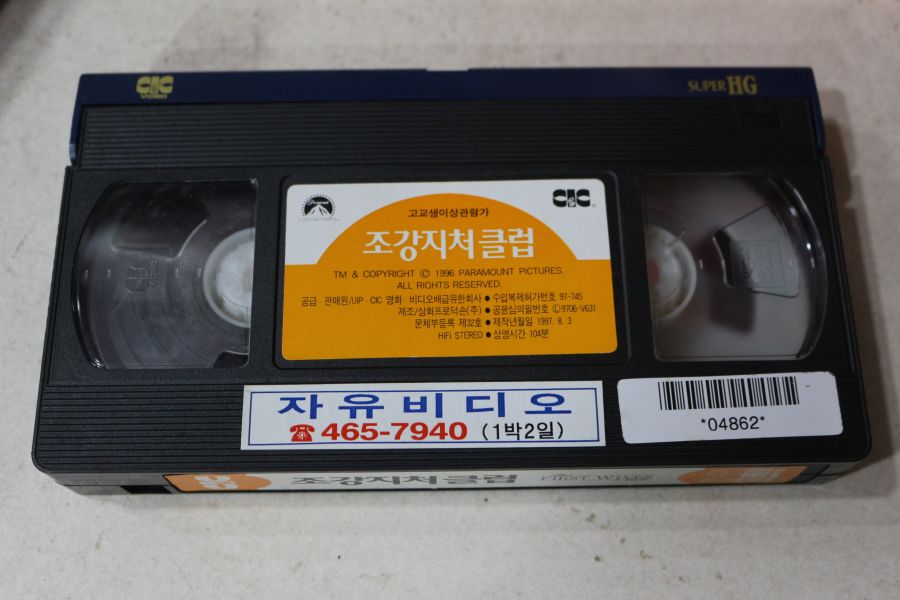 CIC
VIDEO
SUPER HG
Paramount
고교생이상관람가
CIC
조강지처클럽
TM & COPYRIGHT © 1996 PARAMOUNT PICTURES.
ALL RIGHTS RESERVED.
공급·판매원/UIP·CIC 영화·비디오배급유한회사 ● 수입복제허가번호 97-745
제조/삼화프로덕숀(주) ● 공윤심의필번호 Ⓛ9706-V631
문체부등록 제32호 ● 제작년월일 1997. 8. 3
HiFi STEREO ● 상영시간 104분
자유비디오
☎465-7940 (1박2일)
*04862*
조강지처클럽
FIRST WIVES